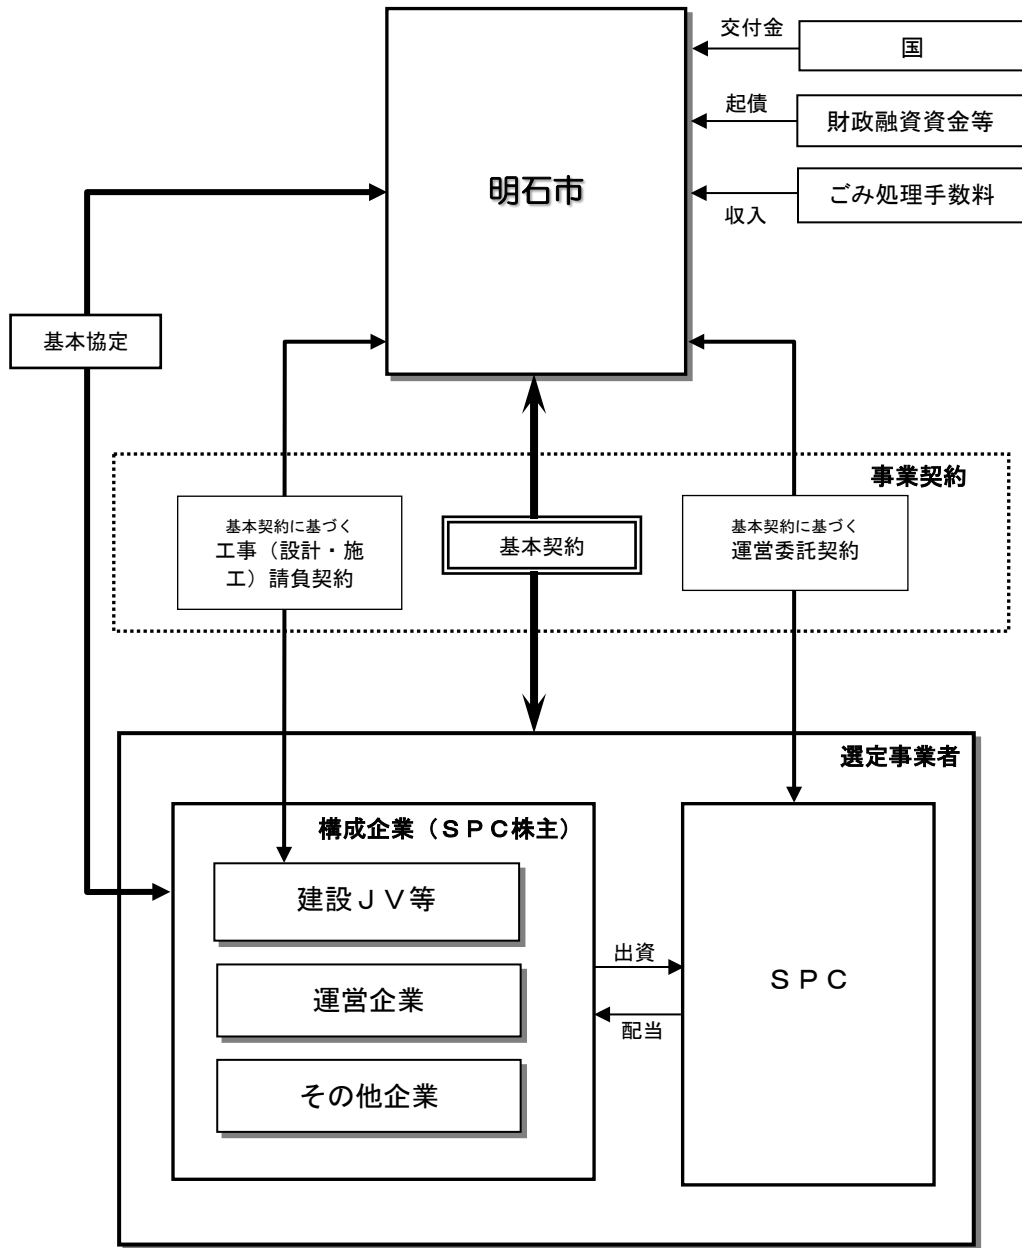 交付金
国
起債
財政融資資金等
明石市
ごみ処理手数料
収入
基本協定
事業契約
基本契約に基づく
工事（設計・施
工）請負契約
基本契約
基本契約に基づく
運営委託契約
選定事業者
構成企業（ＳＰＣ株主）
建設ＪＶ等
運営企業
その他企業
出資
配当
ＳＰＣ